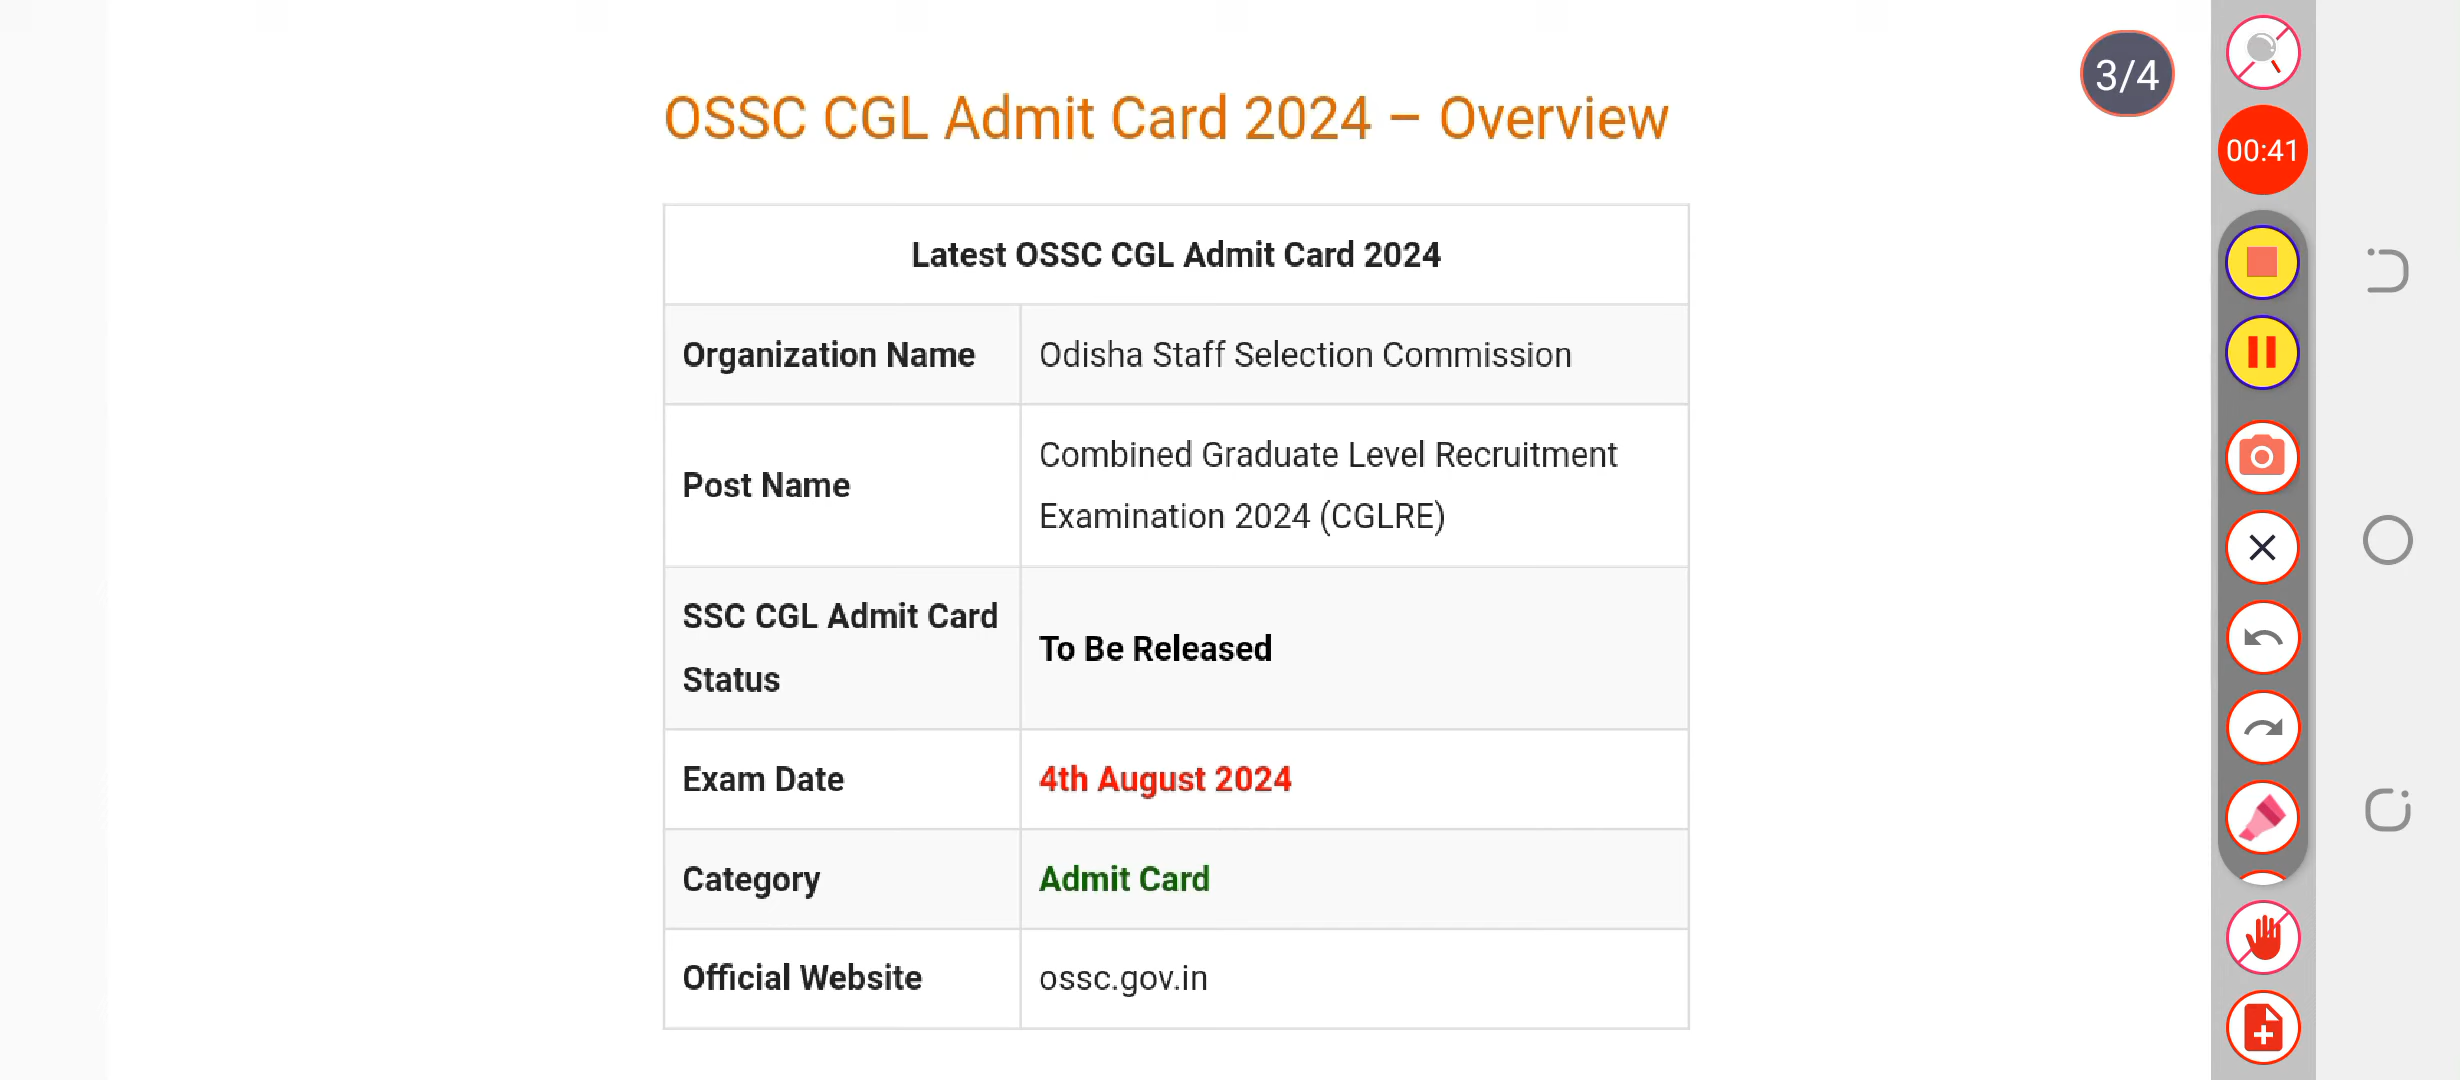 OSSC CGL Admit Card 2024 – Overview
3/4
00:41
Latest OSSC CGL Admit Card 2024
Organization Name
Odisha Staff Selection Commission
Post Name
Combined Graduate Level Recruitment
Examination 2024 (CGLRE)
SSC CGL Admit Card
Status
To Be Released
Exam Date
4th August 2024
Category
Admit Card
Official Website
ossc.gov.in